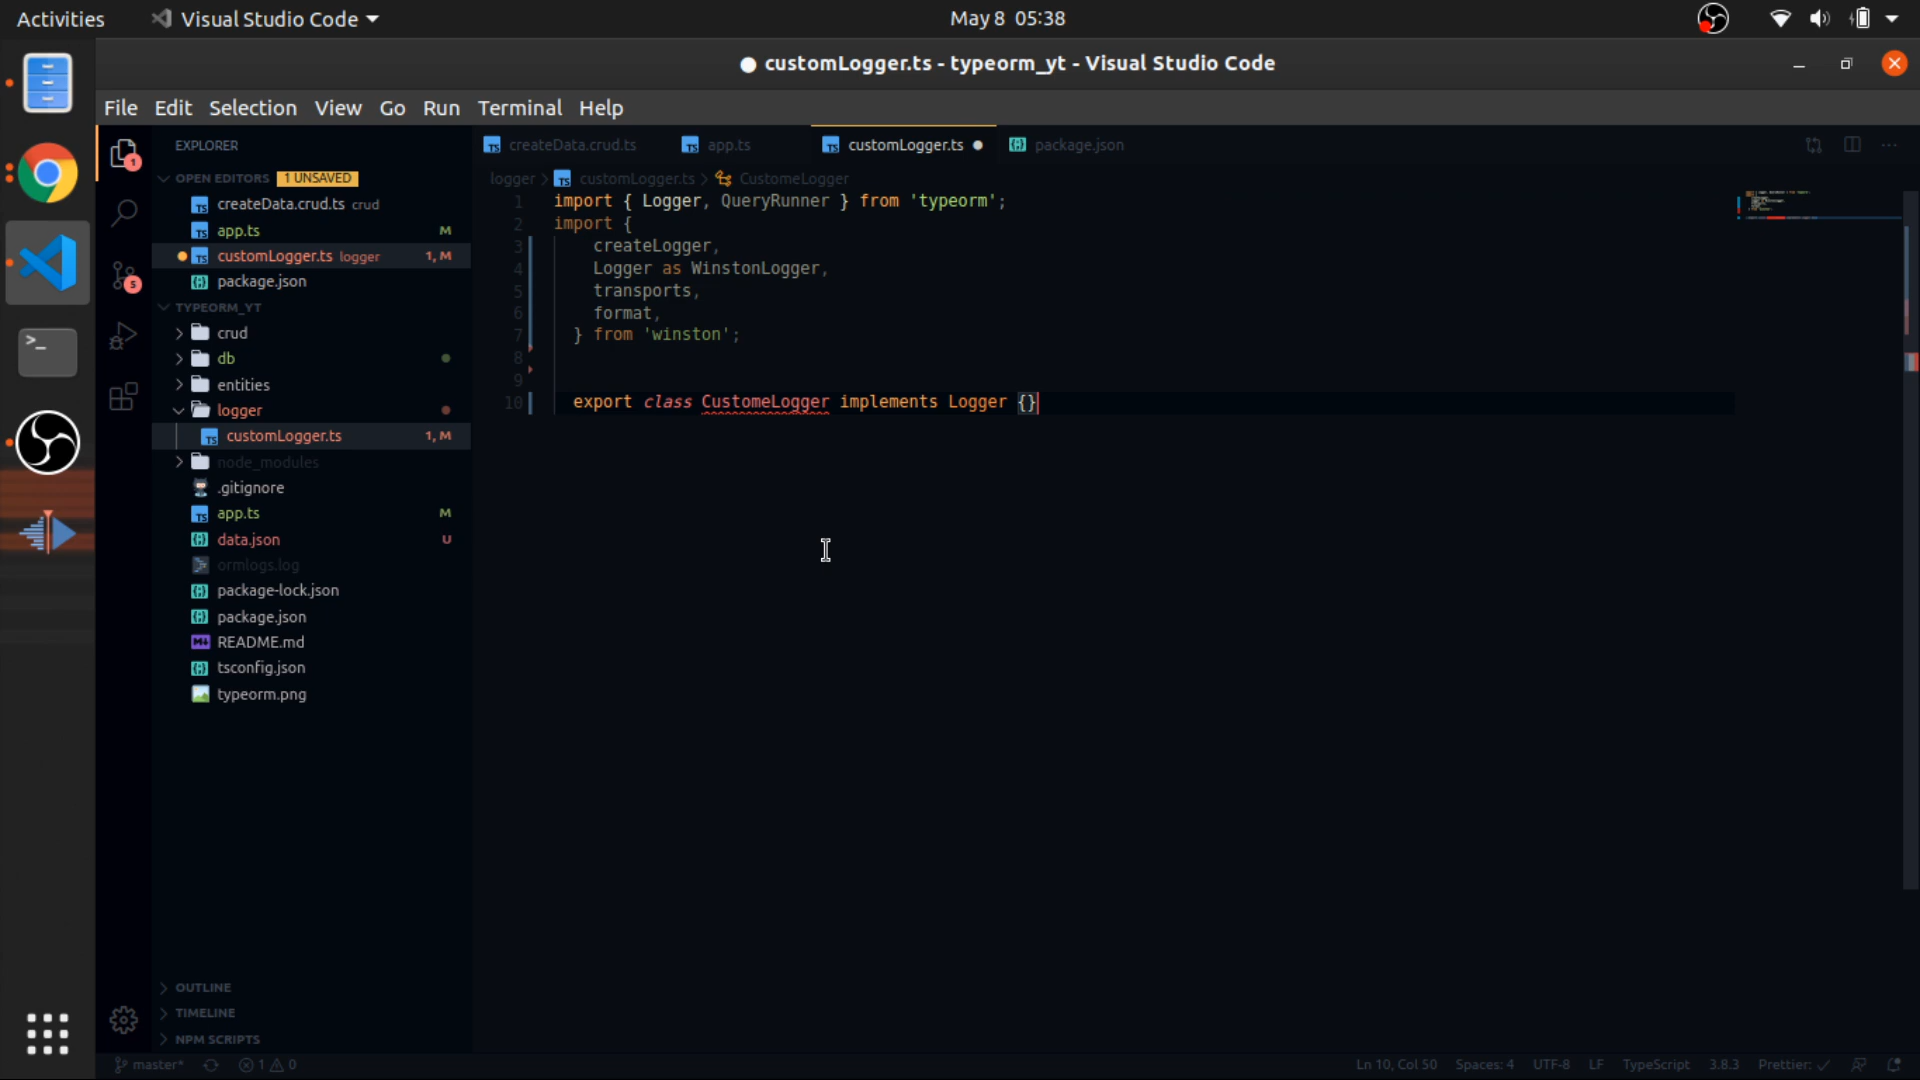 Activities
Visual Studio Code
May 8 05:38
● customLogger.ts - typeorm_yt - Visual Studio Code
File Edit Selection View Go Run Terminal Help
EXPLORER
OPEN EDITORS 1 UNSAVED
createData.crud.ts crud
app.ts M
customLogger.ts logger 1, M
package.json
TYPEORM_YT
crud
db
entities
logger
customLogger.ts 1, M
node_modules
.gitignore
app.ts M
data.json U
ormlogs.log
package-lock.json
package.json
README.md
tsconfig.json
typeorm.png
OUTLINE
TIMELINE
NPM SCRIPTS
createData.crud.ts app.ts customLogger.ts package.json
logger > customLogger.ts > CustomeLogger
1 import { Logger, QueryRunner } from 'typeorm';
2 import {
3 createLogger,
4 Logger as WinstonLogger,
5 transports,
6 format,
7 } from 'winston';
8
9
10 export class CustomeLogger implements Logger {}
master* 1 0
Ln 10, Col 50 Spaces: 4 UTF-8 LF TypeScript 3.8.3 Prettier: ✓